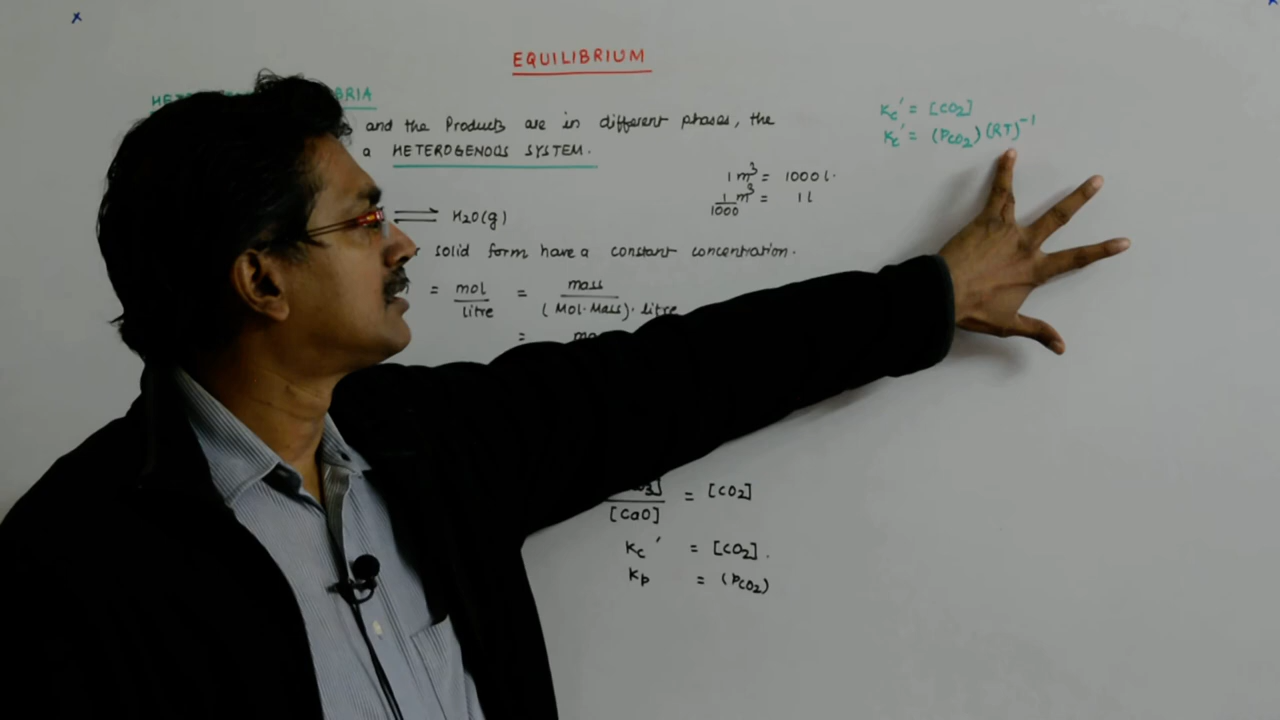 EQUILIBRIUM
and the Products are in different phases, the
a HETEROGENOUS SYSTEM.
⇌ H₂O(g)
solid form have a constant concentration.
= mol/litre = mass/(Mol. Mass). litre
=
1 m³ = 1000 l.
1/1000 m³ = 1 l
Kc' = [CO₂]
Kc' = (PCO₂)(RT)⁻¹
/[CaO] = [CO₂]
Kc' = [CO₂].
Kp = (PCO₂)